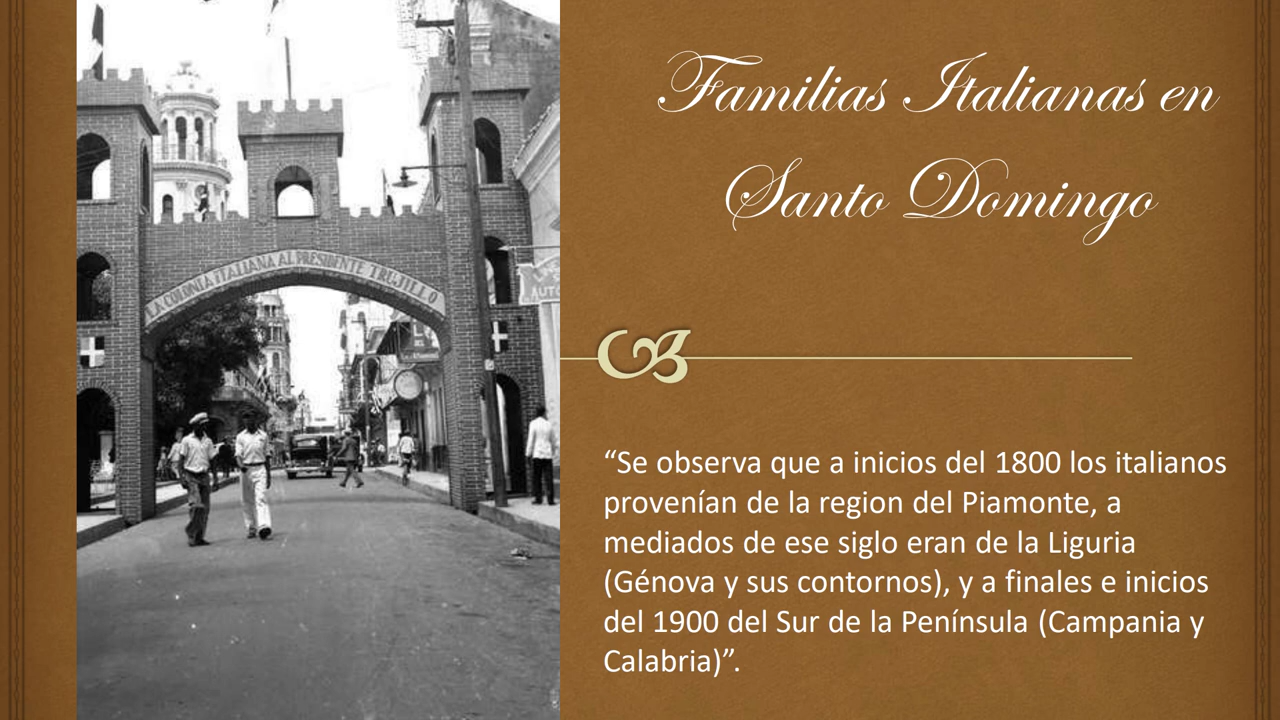 Familias Italianas en
Santo Domingo
LA COLONIA ITALIANA AL PRESIDENTE TRUJILLO
AUTO
“Se observa que a inicios del 1800 los italianos
provenían de la region del Piamonte, a
mediados de ese siglo eran de la Liguria
(Génova y sus contornos), y a finales e inicios
del 1900 del Sur de la Península (Campania y
Calabria)”.